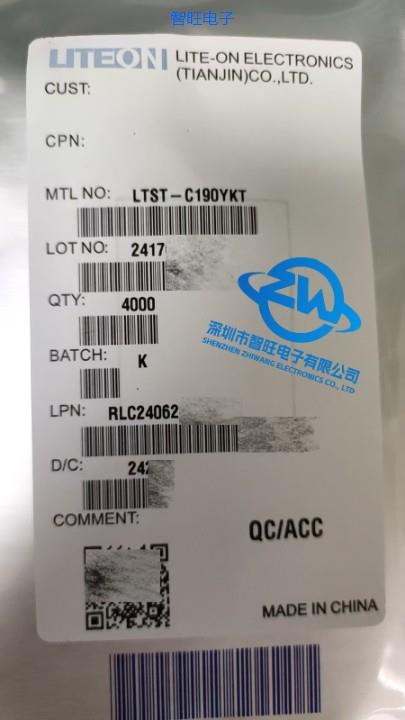 智旺电子
LITEON
LITE-ON ELECTRONICS
(TIANJIN)CO.,LTD.
CUST:
CPN:
MTL NO: LTST-C190YKT
LOT NO: 2417
QTY: 4000
BATCH: K
LPN: RLC24062
D/C: 24
COMMENT:
QC/ACC
MADE IN CHINA
ZW
深圳市智旺电子有限公司
SHENZHEN ZHIWANG ELECTRONICS CO., LTD